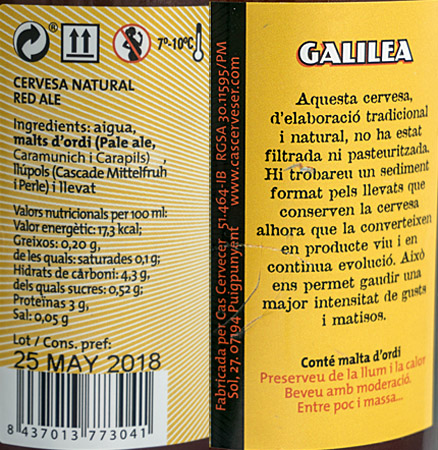 7º-10ºC
CERVESA NATURAL
RED ALE
Ingredients: aigua,
malts d'ordi (Pale ale,
Caramunich i Carapils) ,
llúpols (Cascade Mittelfruh
i Perle) i llevat
Valors nutricionals per 100 ml:
Valor energètic: 17,3 kcal;
Greixos: 0,20 g,
de les quals: saturades 0,1 g;
Hidrats de carboni: 4,3 g,
dels quals sucres: 0,52 g;
Proteïnas 3 g,
Sal: 0,05 g
Lot / Cons. pref:
25 MAY 2018
8 437013 773041
Fabricada per Cas Cerveser, 51.464-IB RGSA 30.11595/PM
Sol, 27. 07194 Puigpunyent www.cascerveser.com
GALILEA
Aquesta cervesa,
d'elaboració tradicional
i natural, no ha estat
filtrada ni pasteuritzada.
Hi trobareu un sediment
format pels llevats que
conserven la cervesa
alhora que la converteixen
en producte viu i en
continua evolució. Això
ens permet gaudir una
major intensitat de gusts
i matisos.
Conté malta d'ordi
Preserveu de la llum i la calor
Beveu amb moderació.
Entre poc i massa...